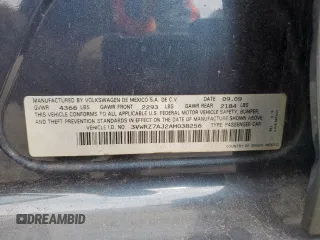 MANUFACTURED BY VOLKSWAGEN DE MEXICO S.A. DE C.V. DATE 09.09
GVWR 4366 LBS GAWR FRONT 2293 LBS GAWR REAR 2184 LBS
THIS CAR CONFORMS TO ALL APPLICABLE U.S. FEDERAL MOTOR VEHICLE SAFETY, BUMPER,
AND THEFT PREVENTION STANDARDS IN EFFECT ON THE DATE OF MANUFACTURE SHOWN ABOVE.
VEHICLE I.D. NO. 3VWRZ7AJ2AM038256 TYPE: PASSENGER CAR
DREAMBID